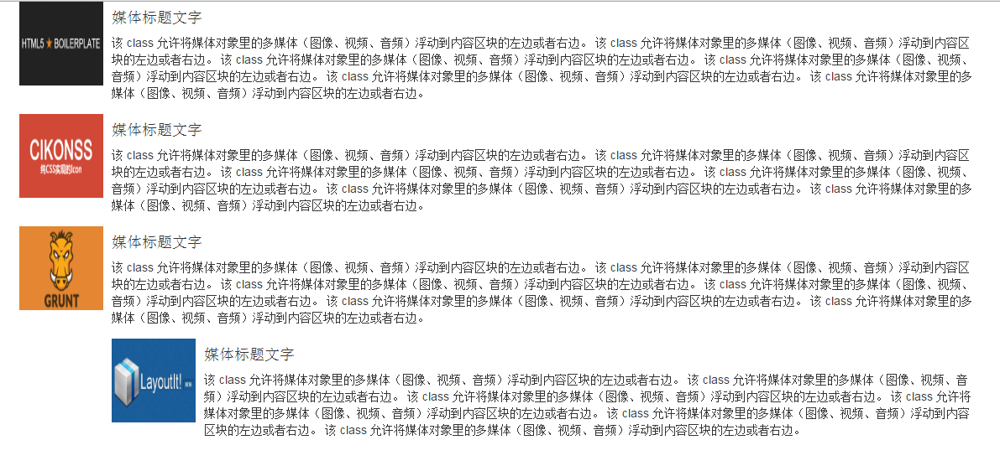 HTML5 ★ BOILERPLATE
媒体标题文字
该 class 允许将媒体对象里的多媒体（图像、视频、音频）浮动到内容区块的左边或者右边。 该 class 允许将媒体对象里的多媒体（图像、视频、音频）浮动到内容区
块的左边或者右边。 该 class 允许将媒体对象里的多媒体（图像、视频、音频）浮动到内容区块的左边或者右边。 该 class 允许将媒体对象里的多媒体（图像、视频、
音频）浮动到内容区块的左边或者右边。 该 class 允许将媒体对象里的多媒体（图像、视频、音频）浮动到内容区块的左边或者右边。 该 class 允许将媒体对象里的多
媒体（图像、视频、音频）浮动到内容区块的左边或者右边。
CIKONSS
纯CSS实现的Icon
媒体标题文字
该 class 允许将媒体对象里的多媒体（图像、视频、音频）浮动到内容区块的左边或者右边。 该 class 允许将媒体对象里的多媒体（图像、视频、音频）浮动到内容区
块的左边或者右边。 该 class 允许将媒体对象里的多媒体（图像、视频、音频）浮动到内容区块的左边或者右边。 该 class 允许将媒体对象里的多媒体（图像、视频、
音频）浮动到内容区块的左边或者右边。 该 class 允许将媒体对象里的多媒体（图像、视频、音频）浮动到内容区块的左边或者右边。 该 class 允许将媒体对象里的多
媒体（图像、视频、音频）浮动到内容区块的左边或者右边。
GRUNT
媒体标题文字
该 class 允许将媒体对象里的多媒体（图像、视频、音频）浮动到内容区块的左边或者右边。 该 class 允许将媒体对象里的多媒体（图像、视频、音频）浮动到内容区
块的左边或者右边。 该 class 允许将媒体对象里的多媒体（图像、视频、音频）浮动到内容区块的左边或者右边。 该 class 允许将媒体对象里的多媒体（图像、视频、
音频）浮动到内容区块的左边或者右边。 该 class 允许将媒体对象里的多媒体（图像、视频、音频）浮动到内容区块的左边或者右边。 该 class 允许将媒体对象里的多
媒体（图像、视频、音频）浮动到内容区块的左边或者右边。
LayoutIt! BETA
媒体标题文字
该 class 允许将媒体对象里的多媒体（图像、视频、音频）浮动到内容区块的左边或者右边。 该 class 允许将媒体对象里的多媒体（图像、视频、音
频）浮动到内容区块的左边或者右边。 该 class 允许将媒体对象里的多媒体（图像、视频、音频）浮动到内容区块的左边或者右边。 该 class 允许将
媒体对象里的多媒体（图像、视频、音频）浮动到内容区块的左边或者右边。 该 class 允许将媒体对象里的多媒体（图像、视频、音频）浮动到内容
区块的左边或者右边。 该 class 允许将媒体对象里的多媒体（图像、视频、音频）浮动到内容区块的左边或者右边。